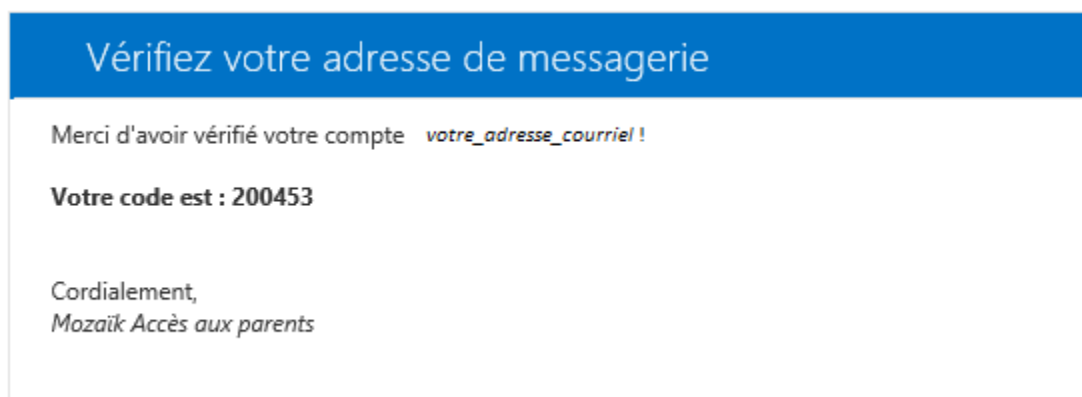 Vérifiez votre adresse de messagerie
Merci d'avoir vérifié votre compte votre_adresse_courriel !
Votre code est : 200453
Cordialement,
Mozaïk Accès aux parents